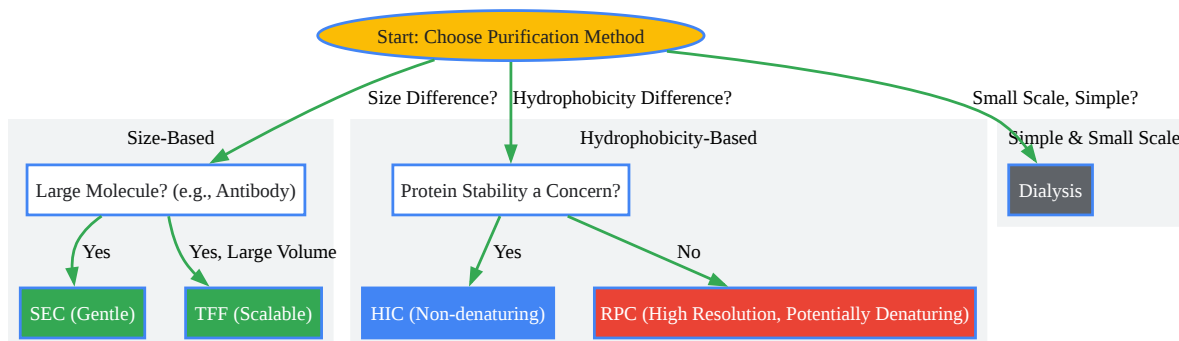 Start: Choose Purification Method
Size Difference?
Hydrophobicity Difference?
Small Scale, Simple?
Size-Based
Hydrophobicity-Based
Simple & Small Scale
Large Molecule? (e.g., Antibody)
Protein Stability a Concern?
Dialysis
Yes
Yes, Large Volume
Yes
No
SEC (Gentle)
TFF (Scalable)
HIC (Non-denaturing)
RPC (High Resolution, Potentially Denaturing)